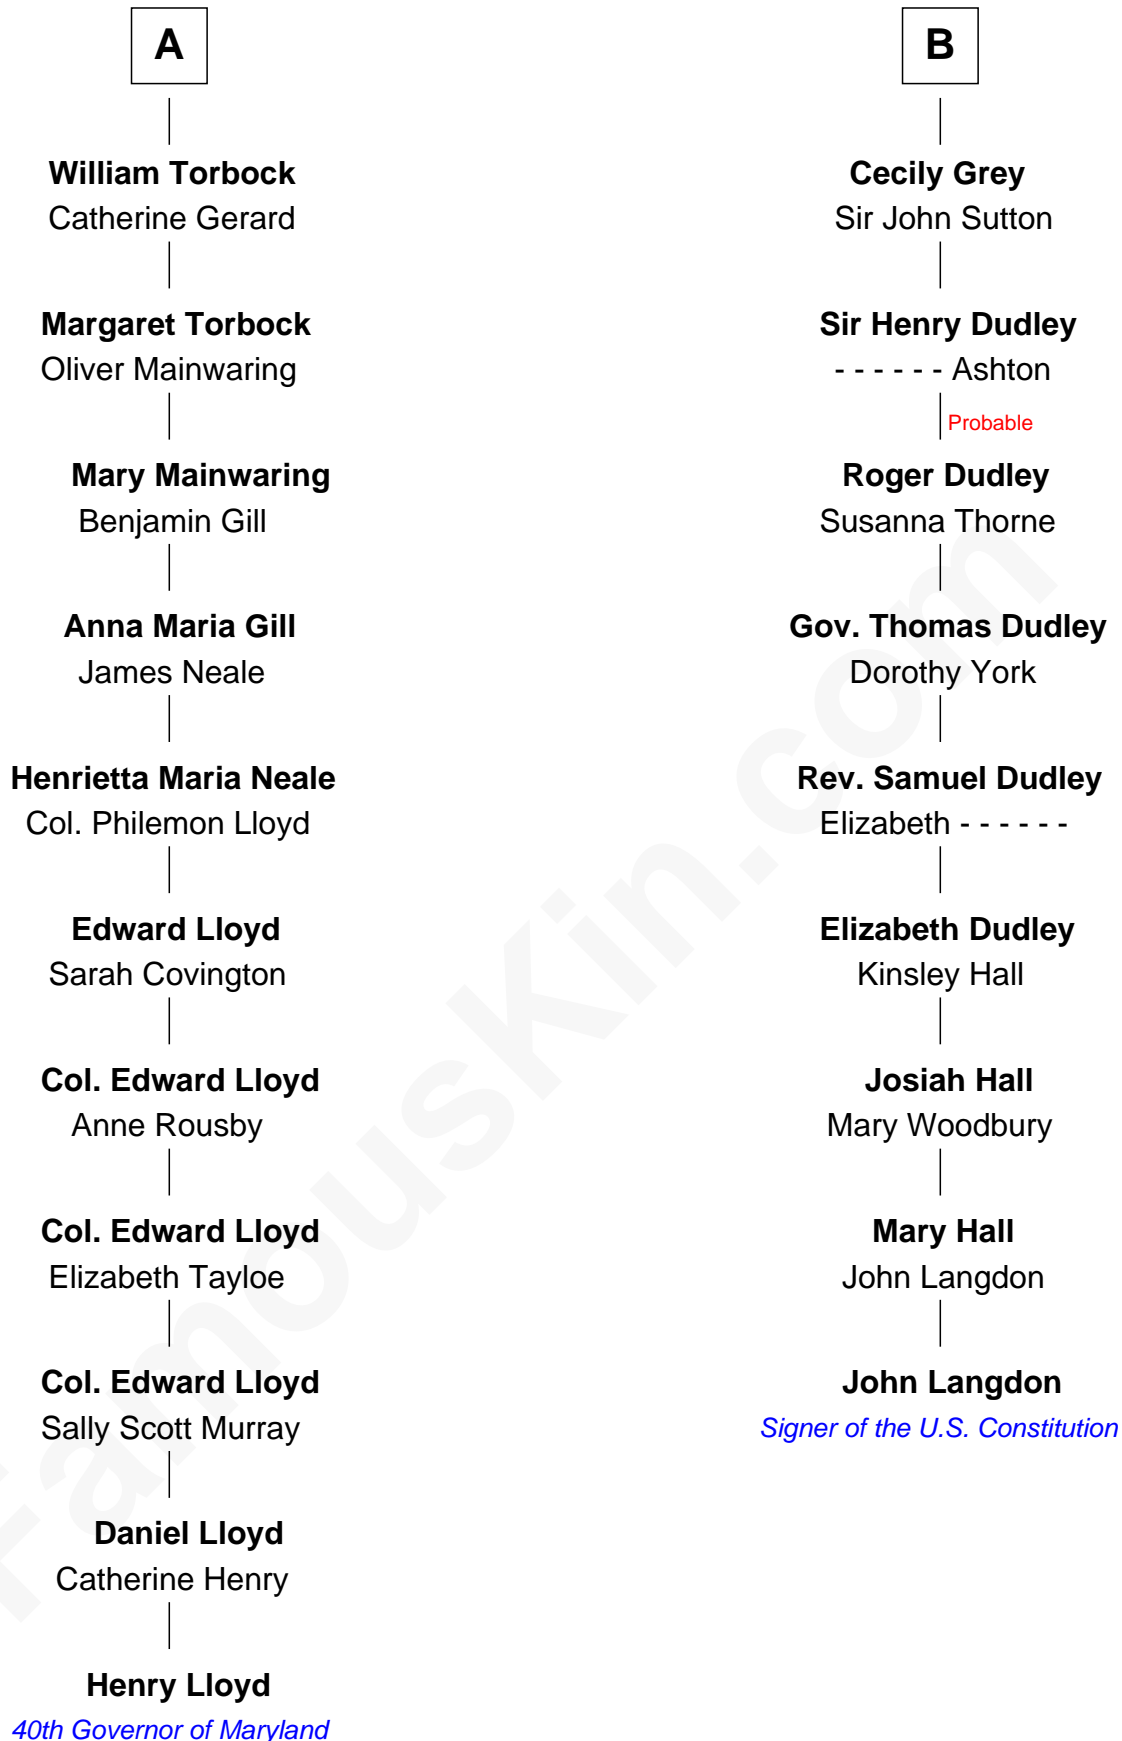 A
William Torbock
Catherine Gerard
Margaret Torbock
Oliver Mainwaring
Mary Mainwaring
Benjamin Gill
Anna Maria Gill
James Neale
Henrietta Maria Neale
Col. Philemon Lloyd
Edward Lloyd
Sarah Covington
Col. Edward Lloyd
Anne Rousby
Col. Edward Lloyd
Elizabeth Tayloe
Col. Edward Lloyd
Sally Scott Murray
Daniel Lloyd
Catherine Henry
Henry Lloyd
40th Governor of Maryland
B
Cecily Grey
Sir John Sutton
Sir Henry Dudley
- - - - - - Ashton
Probable
Roger Dudley
Susanna Thorne
Gov. Thomas Dudley
Dorothy York
Rev. Samuel Dudley
Elizabeth - - - - - -
Elizabeth Dudley
Kinsley Hall
Josiah Hall
Mary Woodbury
Mary Hall
John Langdon
John Langdon
Signer of the U.S. Constitution
FamousKin.com